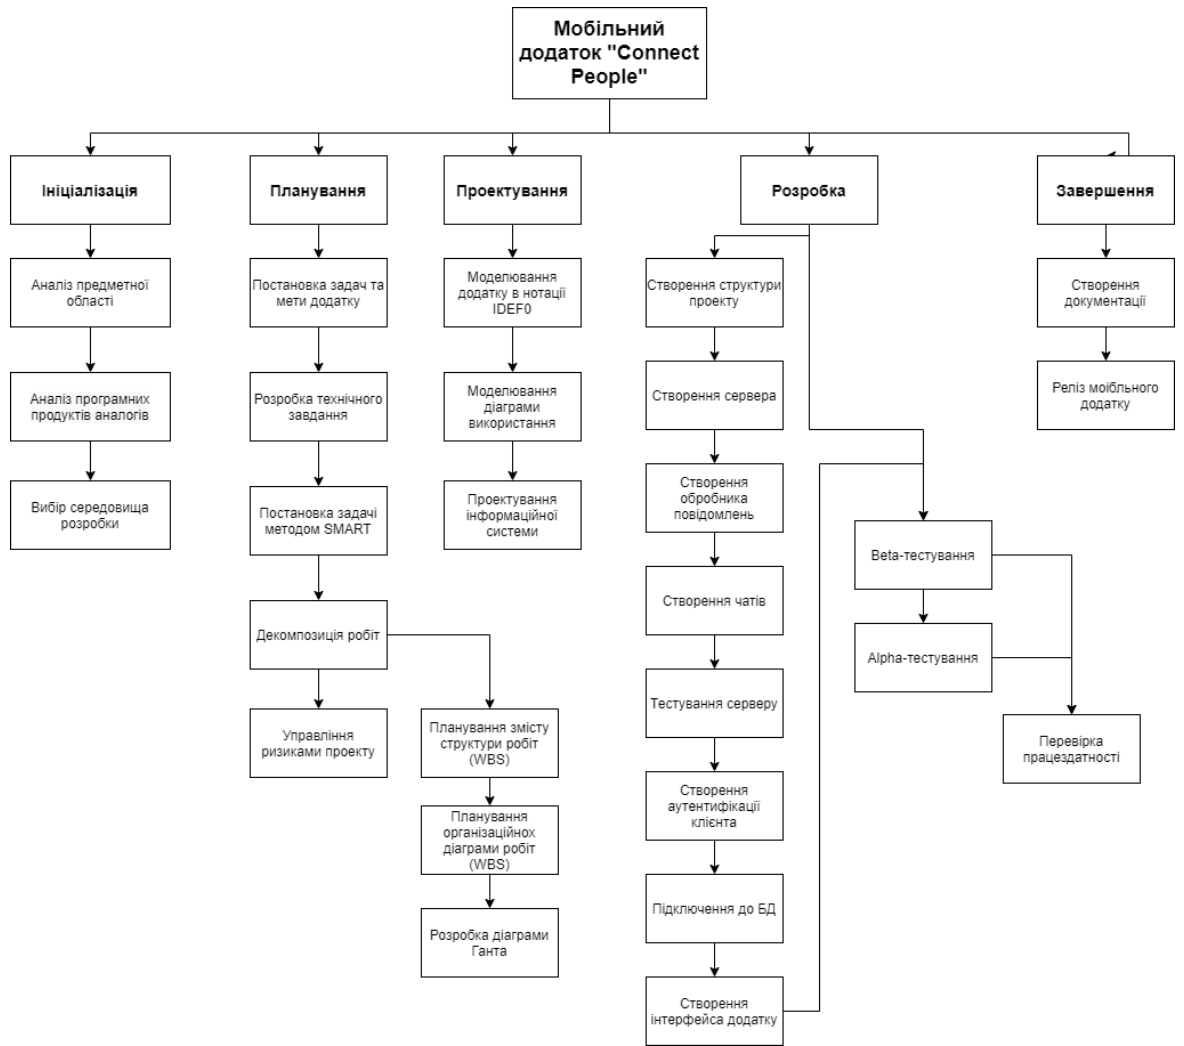 Мобільний
додаток "Connect
People"
Ініціалізація
Планування
Проектування
Розробка
Завершення
Аналіз предметної
області
Аналіз програмних
продуктів аналогів
Вибір середовища
розробки
Постановка задач та
мети додатку
Розробка технічного
завдання
Постановка задачі
методом SMART
Декомпозиція робіт
Управління
ризиками проекту
Планування змісту
структури робіт
(WBS)
Планування
організаційнох
діаграми робіт
(WBS)
Розробка діаграми
Ганта
Моделювання
додатку в нотації
IDEF0
Моделювання
діаграми
використання
Проектування
інформаційної
системи
Створення структури
проекту
Створення сервера
Створення
обробника
повідомлень
Створення чатів
Тестування серверу
Створення
аутентифікації
клієнта
Підключення до БД
Створення
інтерфейса додатку
Beta-тестування
Alpha-тестування
Перевірка
працездатності
Створення
документації
Реліз моібльного
додатку